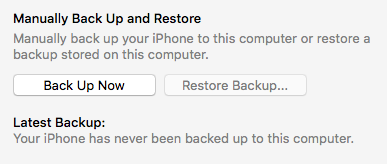 Manually Back Up and Restore
Manually back up your iPhone to this computer or restore a
backup stored on this computer.
Back Up Now
Restore Backup...
Latest Backup:
Your iPhone has never been backed up to this computer.